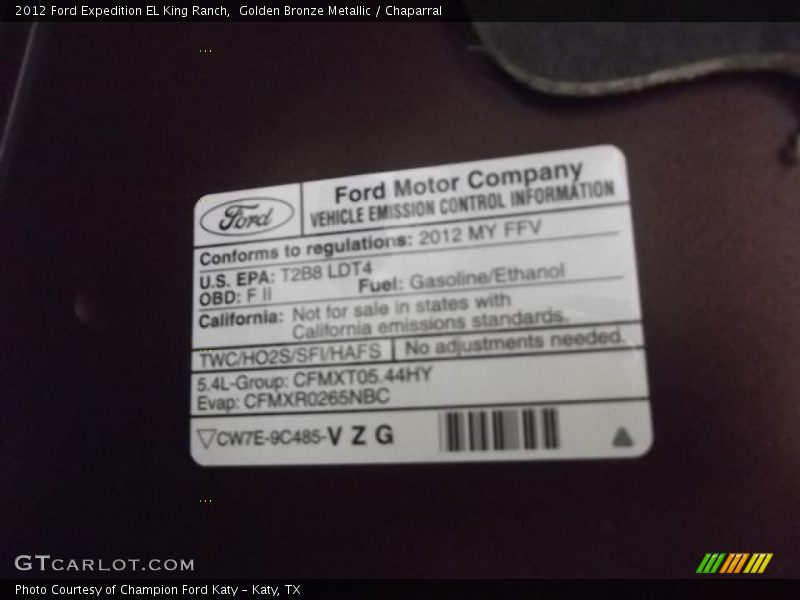 2012 Ford Expedition EL King Ranch, Golden Bronze Metallic / Chaparral
Ford
Ford Motor Company
VEHICLE EMISSION CONTROL INFORMATION
Conforms to regulations: 2012 MY FFV
U.S. EPA: T2B8 LDT4
OBD: F II
Fuel: Gasoline/Ethanol
California: Not for sale in states with
California emissions standards.
TWC/HO2S/SFI/HAFS
No adjustments needed.
5.4L-Group: CFMXT05.44HY
Evap: CFMXR0265NBC
CW7E-9C485-V Z G
GTCARLOT.COM
Photo Courtesy of Champion Ford Katy - Katy, TX